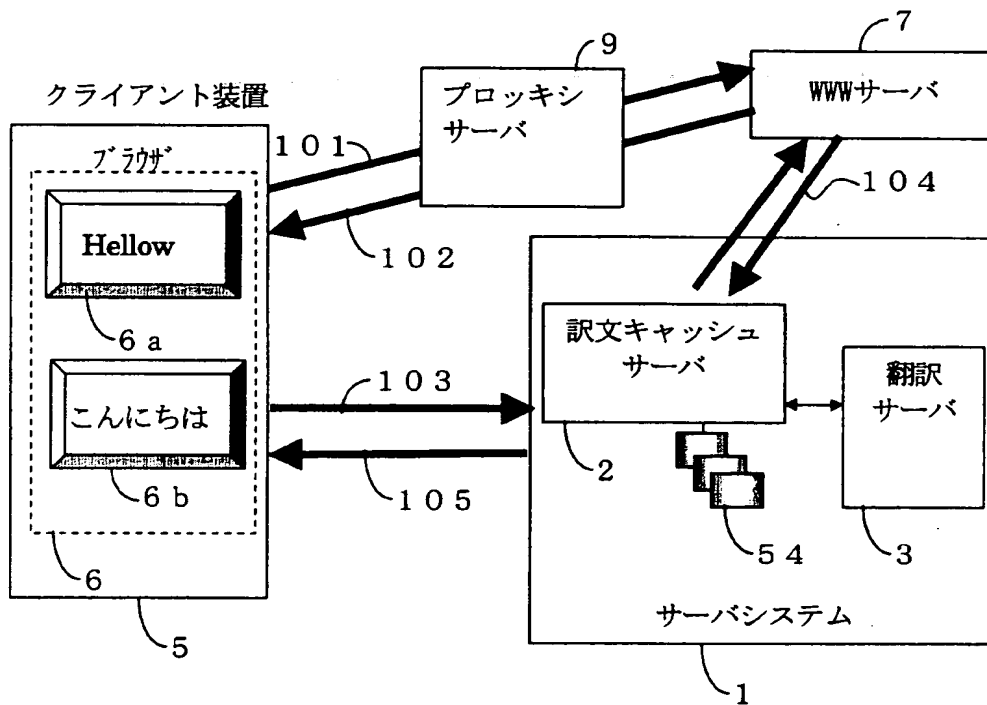 9
7
プロッキシ
サーバ
WWWサーバ
クライアント装置
ブラウザ
101
Hellow
102
104
6a
訳文キャッシュ
サーバ
翻訳
サーバ
103
こんにちは
2
6b
105
54
3
6
サーバシステム
5
1